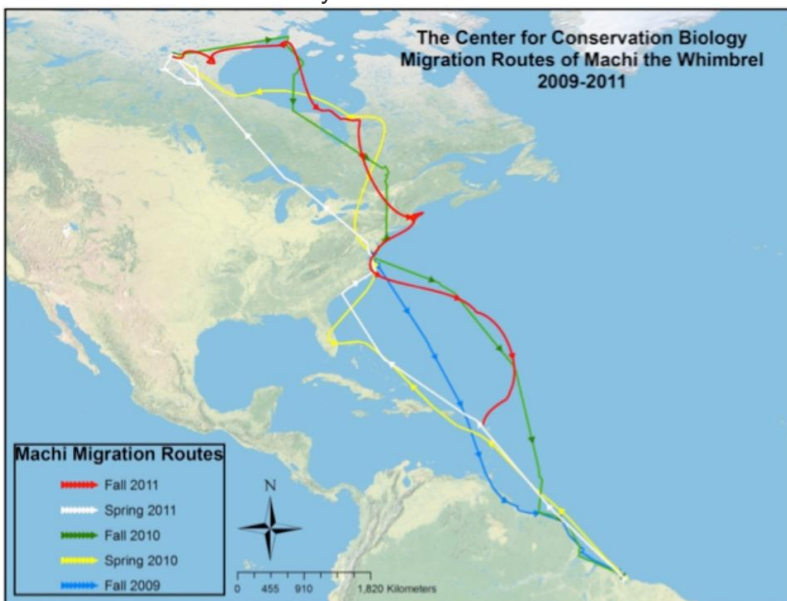 The Center for Conservation Biology
Migration Routes of Machi the Whimbrel
2009-2011
Machi Migration Routes
Fall 2011
Spring 2011
Fall 2010
Spring 2010
Fall 2009
N
0 455 910 1,820 Kilometers